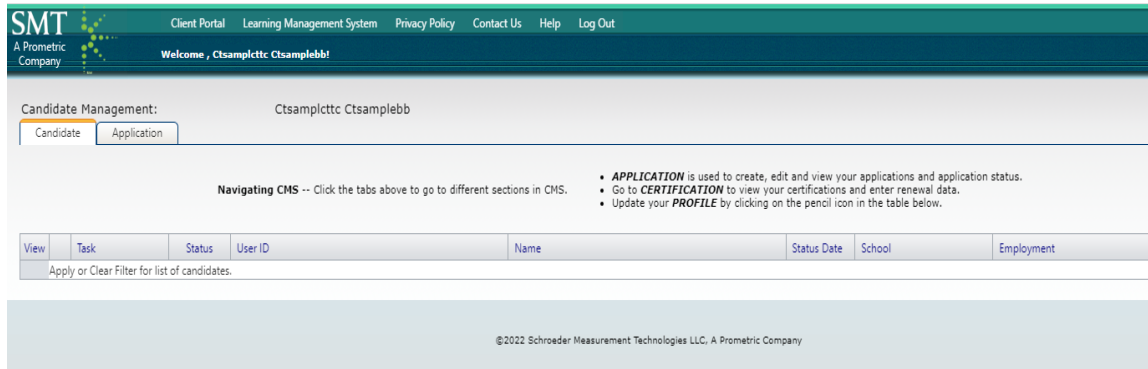 SMT
A Prometric
Company
Client Portal Learning Management System Privacy Policy Contact Us Help Log Out
Welcome , Ctsamplcttc Ctsamplebb!
Candidate Management: Ctsamplcttc Ctsamplebb
Candidate Application
Navigating CMS -- Click the tabs above to go to different sections in CMS.
• APPLICATION is used to create, edit and view your applications and application status.
• Go to CERTIFICATION to view your certifications and enter renewal data.
• Update your PROFILE by clicking on the pencil icon in the table below.
View Task Status User ID Name Status Date School Employment
Apply or Clear Filter for list of candidates.
©2022 Schroeder Measurement Technologies LLC, A Prometric Company